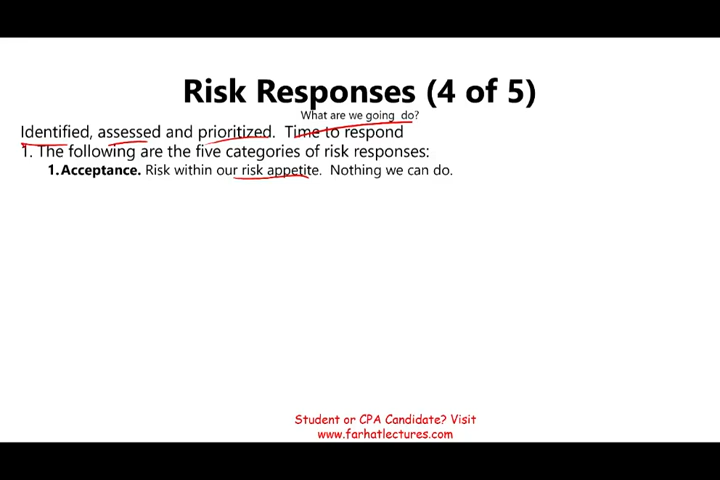 Risk Responses (4 of 5)
What are we going do?
Identified, assessed and prioritized. Time to respond
1. The following are the five categories of risk responses:
1.Acceptance. Risk within our risk appetite. Nothing we can do.
Student or CPA Candidate? Visit
www.farhatlectures.com